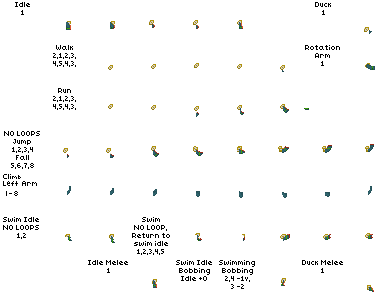 Idle
1
Duck
1
Walk
2,1,2,3,
4,5,4,3,
Rotation
Arm
1
Run
2,1,2,3,
4,5,4,3,
NO LOOPS
Jump
1,2,3,4
Fall
5,6,7,8
Climb
Left Arm
1-8
Swim Idle
NO LOOPS
1,2
Swim
NO LOOP,
Return to
swim idle
1,2,3,4,5
Idle Melee
1
Swim Idle
Bobbing
Idle +0
Swimming
Bobbing
2,4 -1v,
3 -2
Duck Melee
1